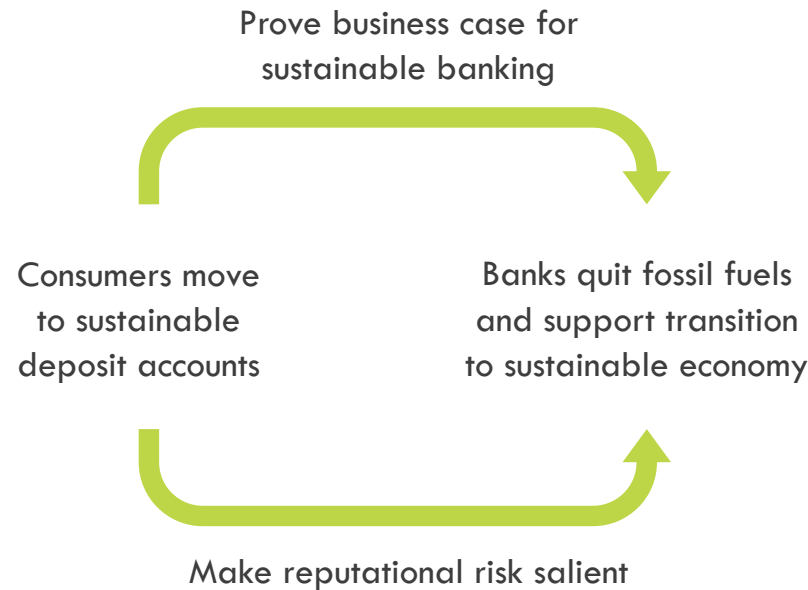 Prove business case for
sustainable banking
Consumers move
to sustainable
deposit accounts
Banks quit fossil fuels
and support transition
to sustainable economy
Make reputational risk salient